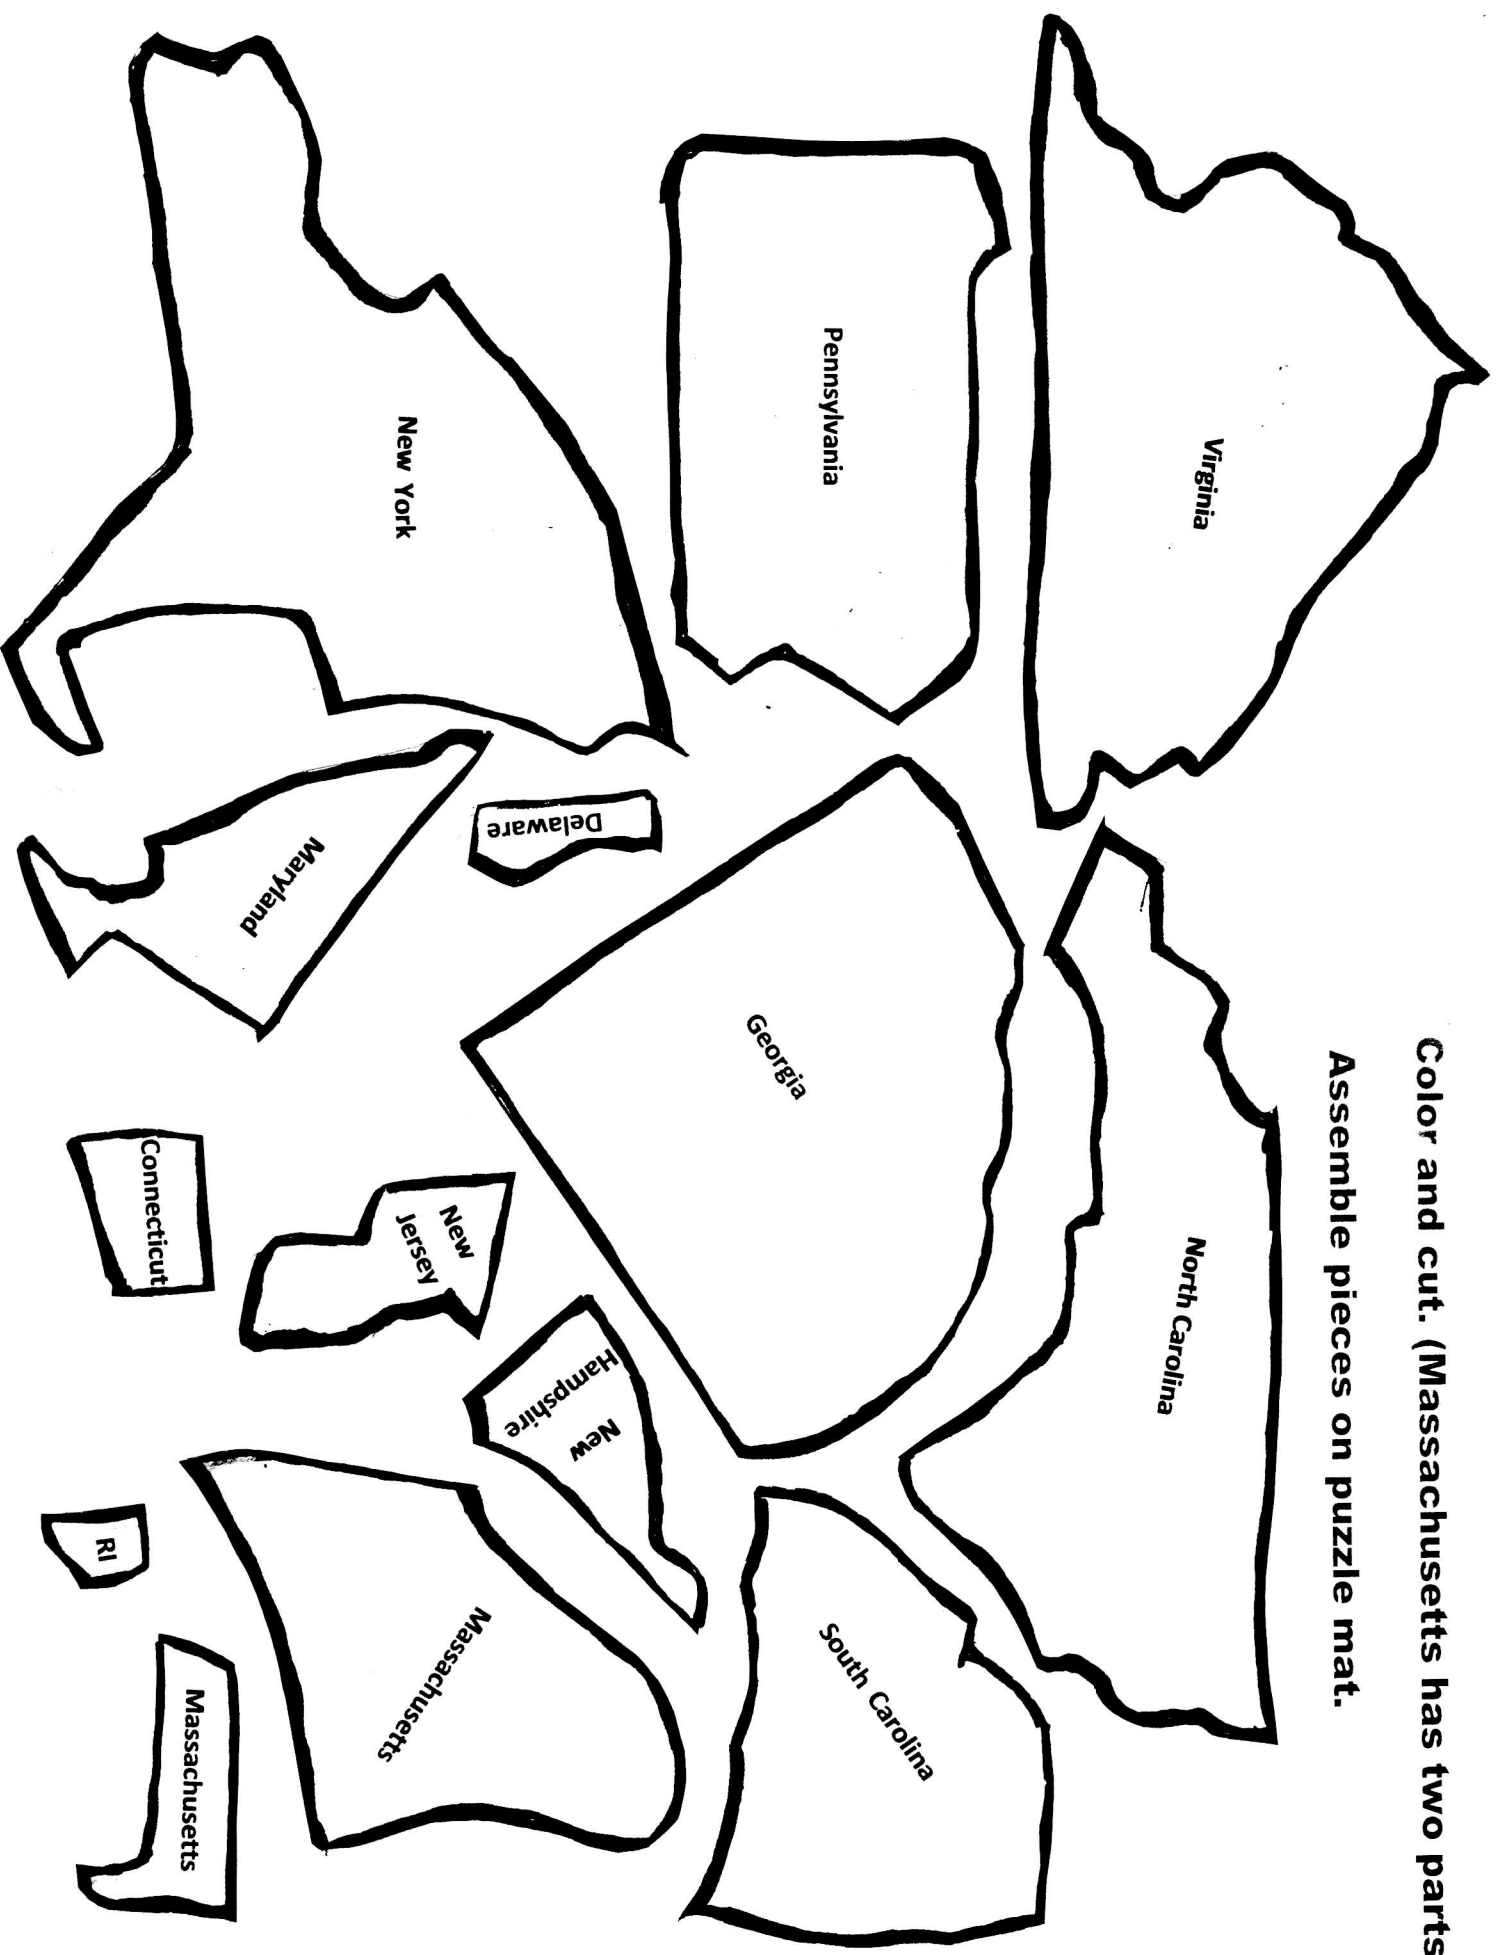 Color and cut. (Massachusetts has two parts
Assemble pieces on puzzle mat.
Virginia
North Carolina
Pennsylvania
Georgia
South Carolina
New York
Delaware
New
Hampshire
Maryland
New
Jersey
Massachusetts
Connecticut
RI
Massachusetts